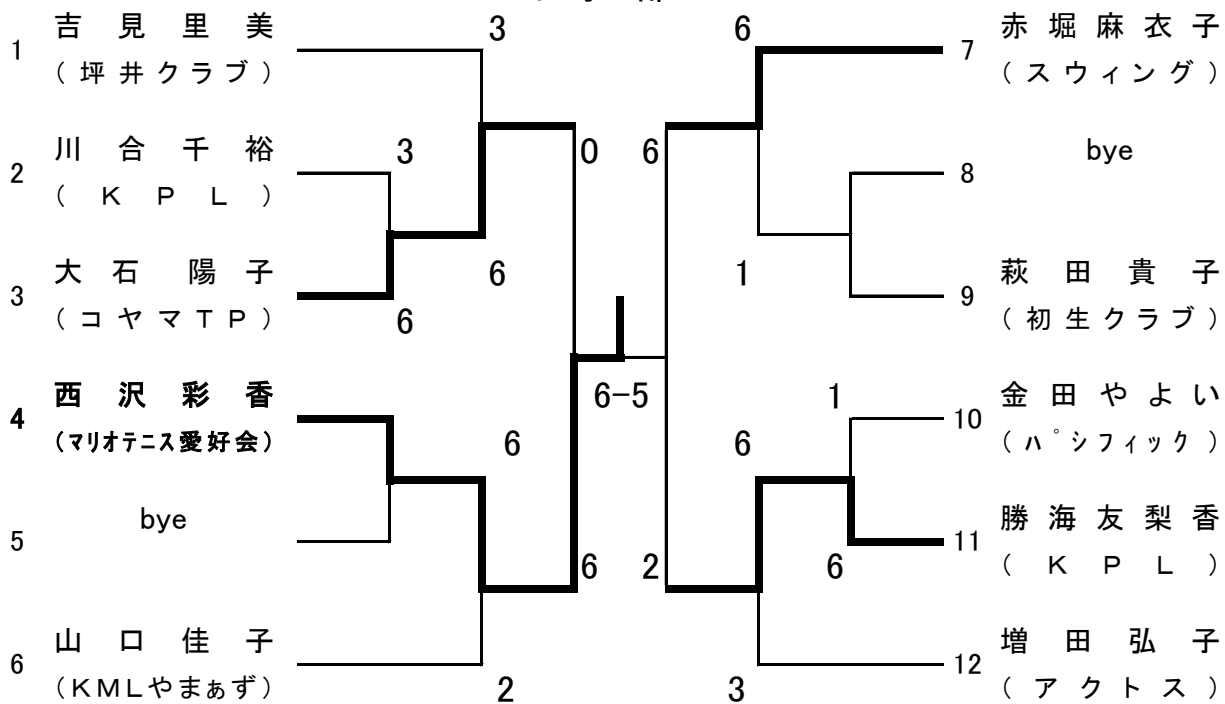 3
6
1
吉見里美
(坪井クラブ)
赤堀麻衣子
(スウィング)
7
2
川合千裕
(KPL)
3
0
6
bye
8
3
大石陽子
(コヤマTP)
6
6
1
萩田貴子
(初生クラブ)
9
4
西沢彩香
(マリオテニス愛好会)
6
6-5
6
1
金田やよい
(パシフィック)
10
5
bye
6
2
6
勝海友梨香
(KPL)
11
6
山口佳子
(KMLやまぁず)
2
3
増田弘子
(アクトス)
12